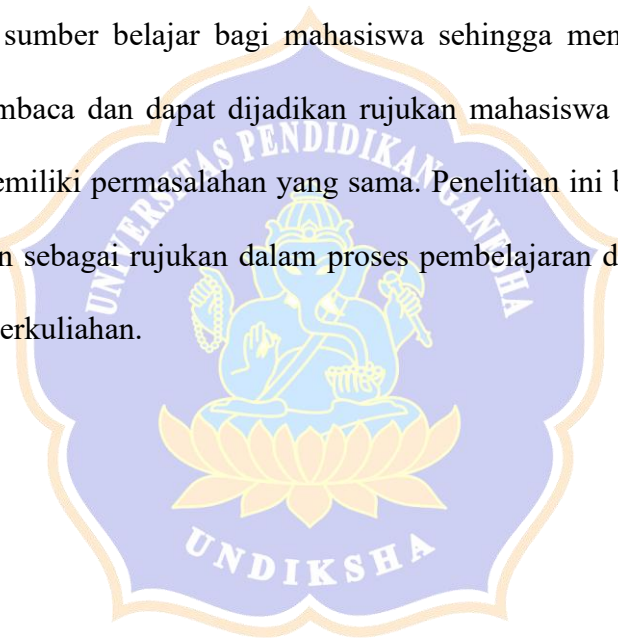 sumber belajar bagi mahasiswa sehingga men
mbaca dan dapat dijadikan rujukan mahasiswa
emiliki permasalahan yang sama. Penelitian ini b
n sebagai rujukan dalam proses pembelajaran d
erkuliahan.
UNIVERSITAS PENDIDIKAN GANESHA
UNDIKSHA